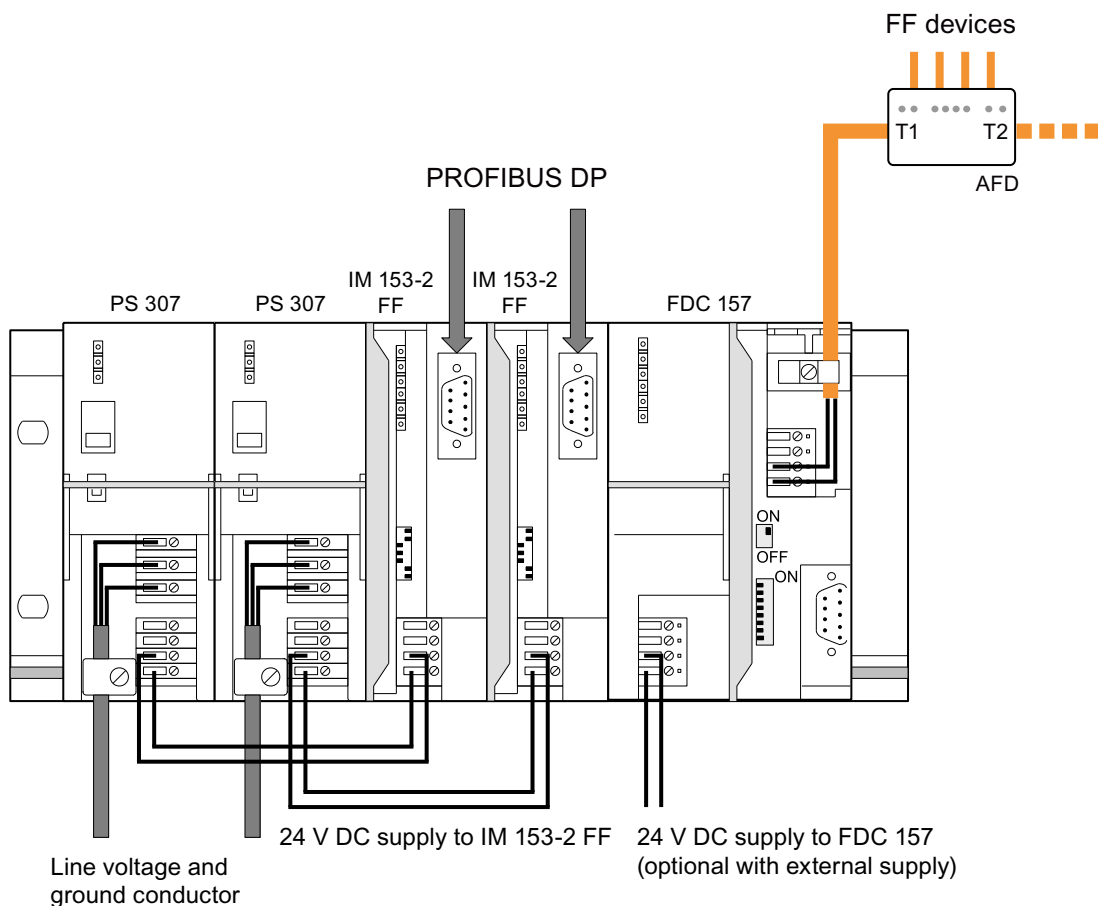 FF devices
T1
T2
AFD
PROFIBUS DP
IM 153-2
FF
IM 153-2
FF
PS 307
PS 307
FDC 157
ON
OFF
ON
24 V DC supply to IM 153-2 FF
24 V DC supply to FDC 157
(optional with external supply)
Line voltage and
ground conductor